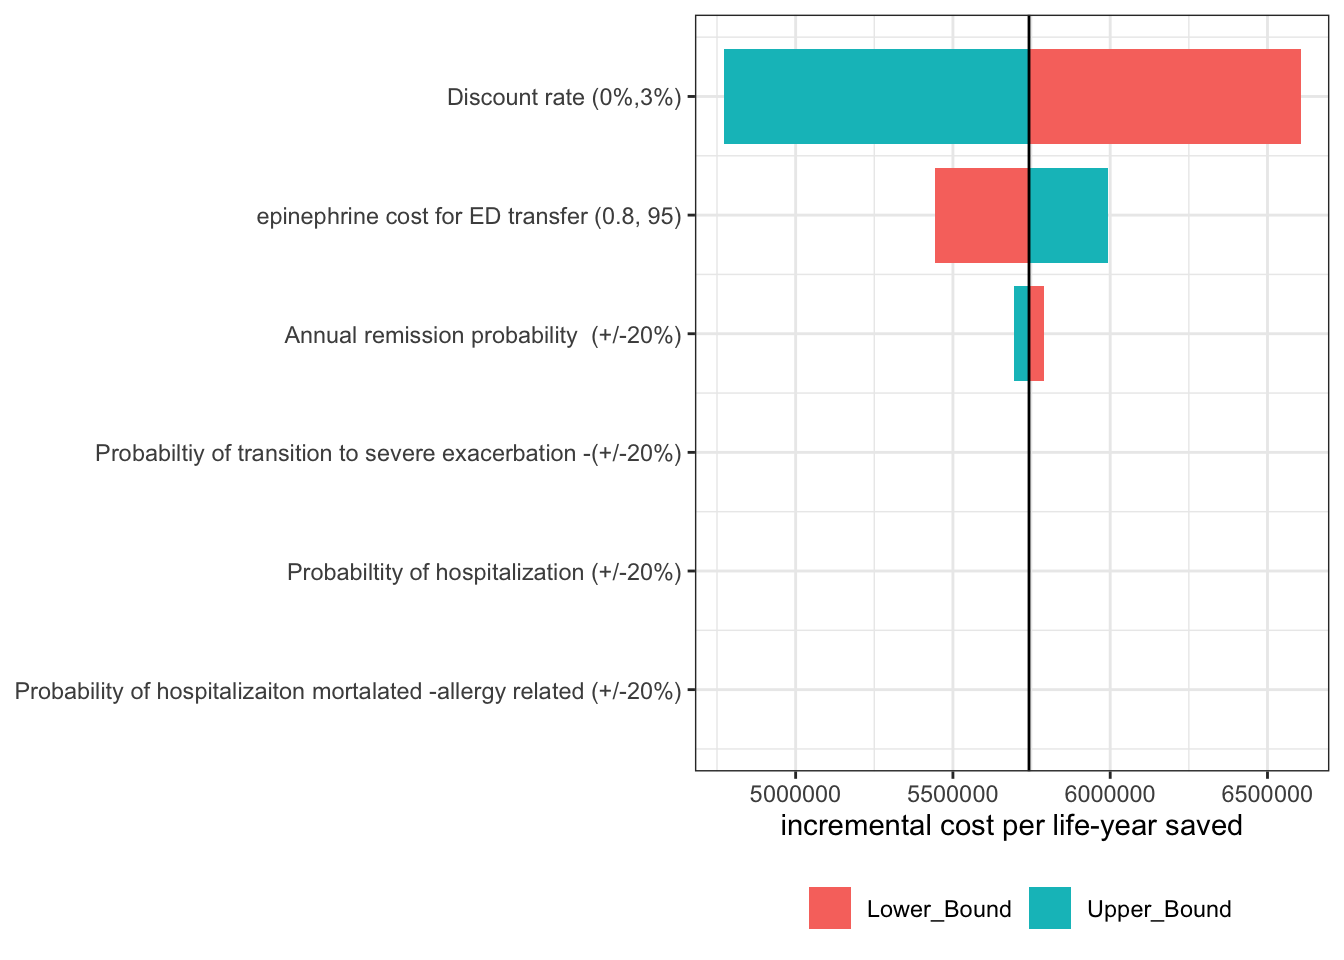 Discount rate (0%,3%)
epinephrine cost for ED transfer (0.8, 95)
Annual remission probability  (+/-20%)
Probabiltiy of transition to severe exacerbation -(+/-20%)
Probabiltity of hospitalization (+/-20%)
Probability of hospitalizaiton mortalated -allergy related (+/-20%)
5000000 5500000 6000000 6500000
incremental cost per life-year saved
Lower_Bound Upper_Bound